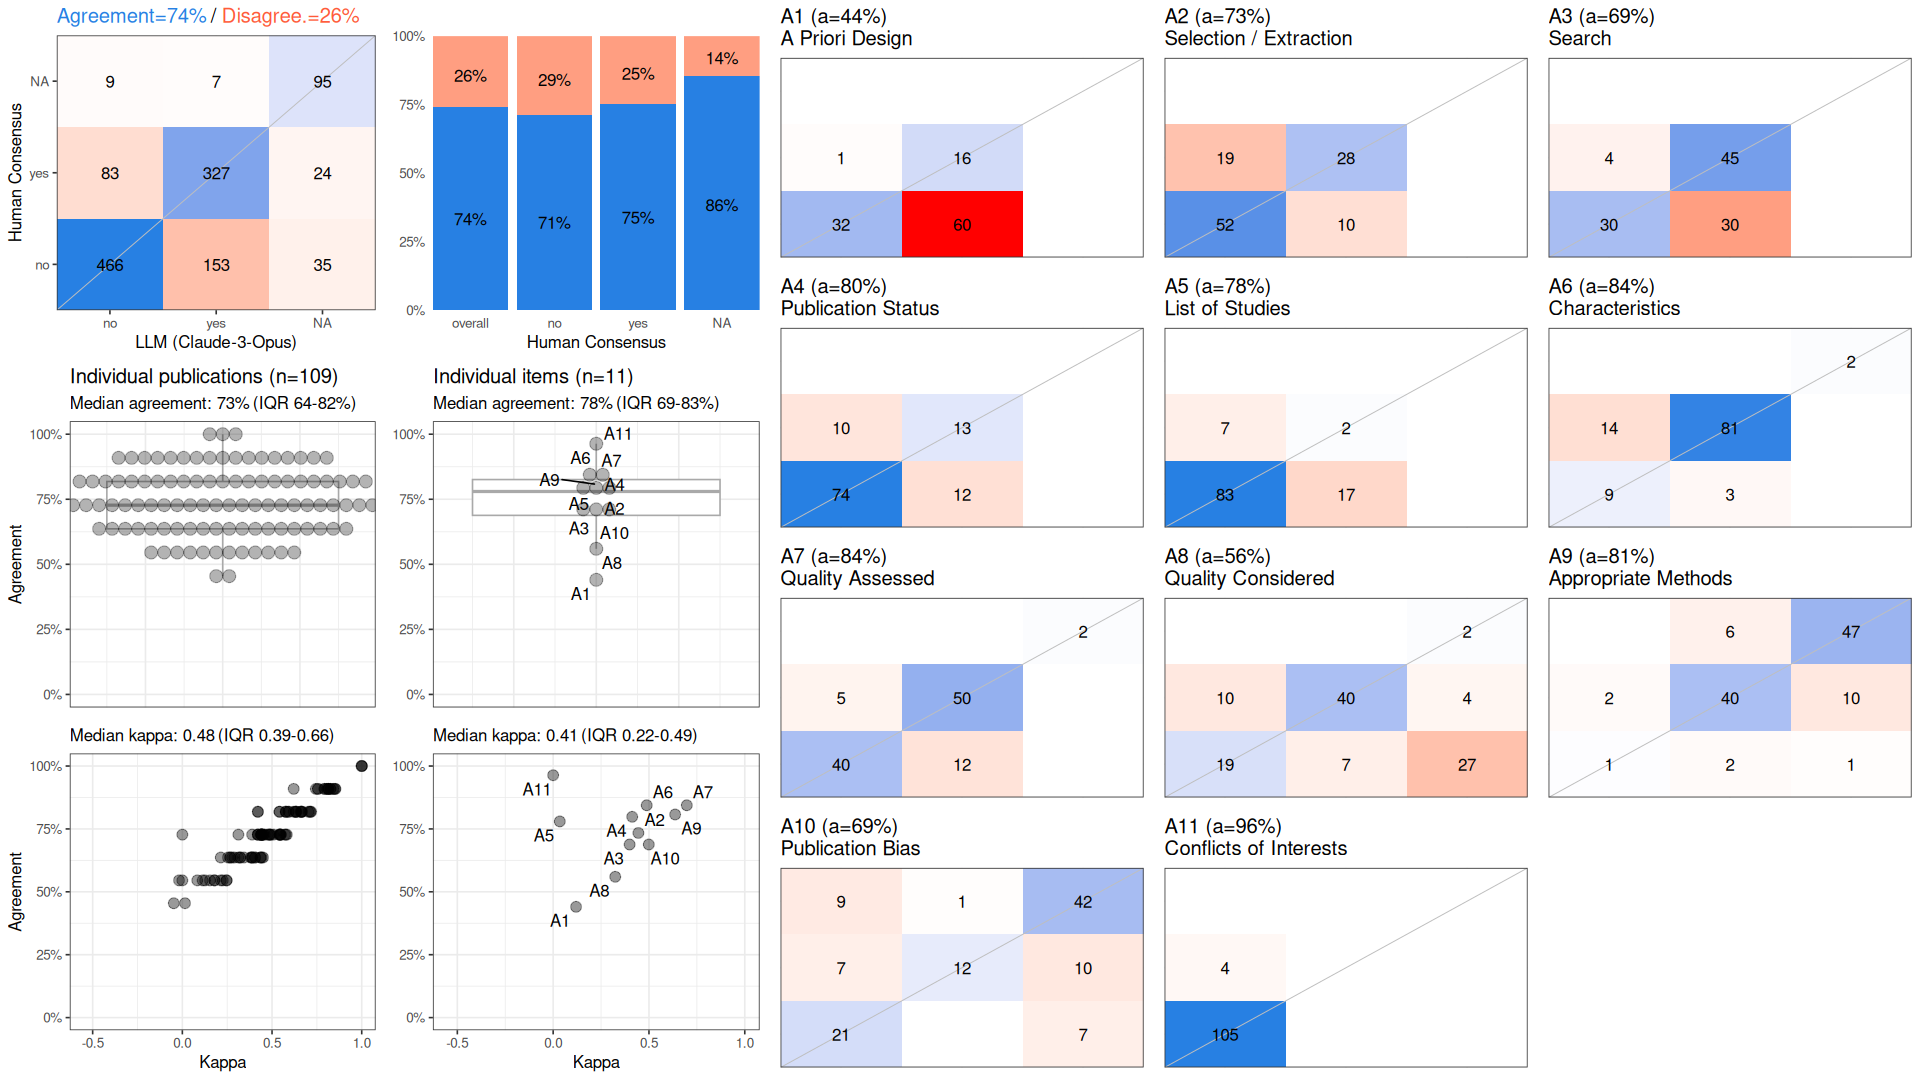 Agreement=74% / Disagree.=26%
Human Consensus
NA
yes
no
9 7 95
83 327 24
466 153 35
no yes NA
LLM (Claude-3-Opus)
100%
75%
50%
25%
0%
26% 29% 25% 14%
74% 71% 75% 86%
overall no yes NA
Human Consensus
Individual publications (n=109)
Median agreement: 73% (IQR 64-82%)
Agreement
100%
75%
50%
25%
0%
Individual items (n=11)
Median agreement: 78% (IQR 69-83%)
100%
75%
50%
25%
0%
A11
A6 A7
A9 A4
A5 A2
A3 A10
A8
A1
Median kappa: 0.48 (IQR 0.39-0.66)
Agreement
100%
75%
50%
25%
0%
-0.5 0.0 0.5 1.0
Kappa
Median kappa: 0.41 (IQR 0.22-0.49)
100%
75%
50%
25%
0%
A11 A6 A7
A5 A4 A2 A9
A3 A10
A8
A1
-0.5 0.0 0.5 1.0
Kappa
A1 (a=44%)
A Priori Design
1 16
32 60
A2 (a=73%)
Selection / Extraction
19 28
52 10
A3 (a=69%)
Search
4 45
30 30
A4 (a=80%)
Publication Status
10 13
74 12
A5 (a=78%)
List of Studies
7 2
83 17
A6 (a=84%)
Characteristics
2
14 81
9 3
A7 (a=84%)
Quality Assessed
2
5 50
40 12
A8 (a=56%)
Quality Considered
2
10 40 4
19 7 27
A9 (a=81%)
Appropriate Methods
6 47
2 40 10
1 2 1
A10 (a=69%)
Publication Bias
9 1 42
7 12 10
21 7
A11 (a=96%)
Conflicts of Interests
4
105